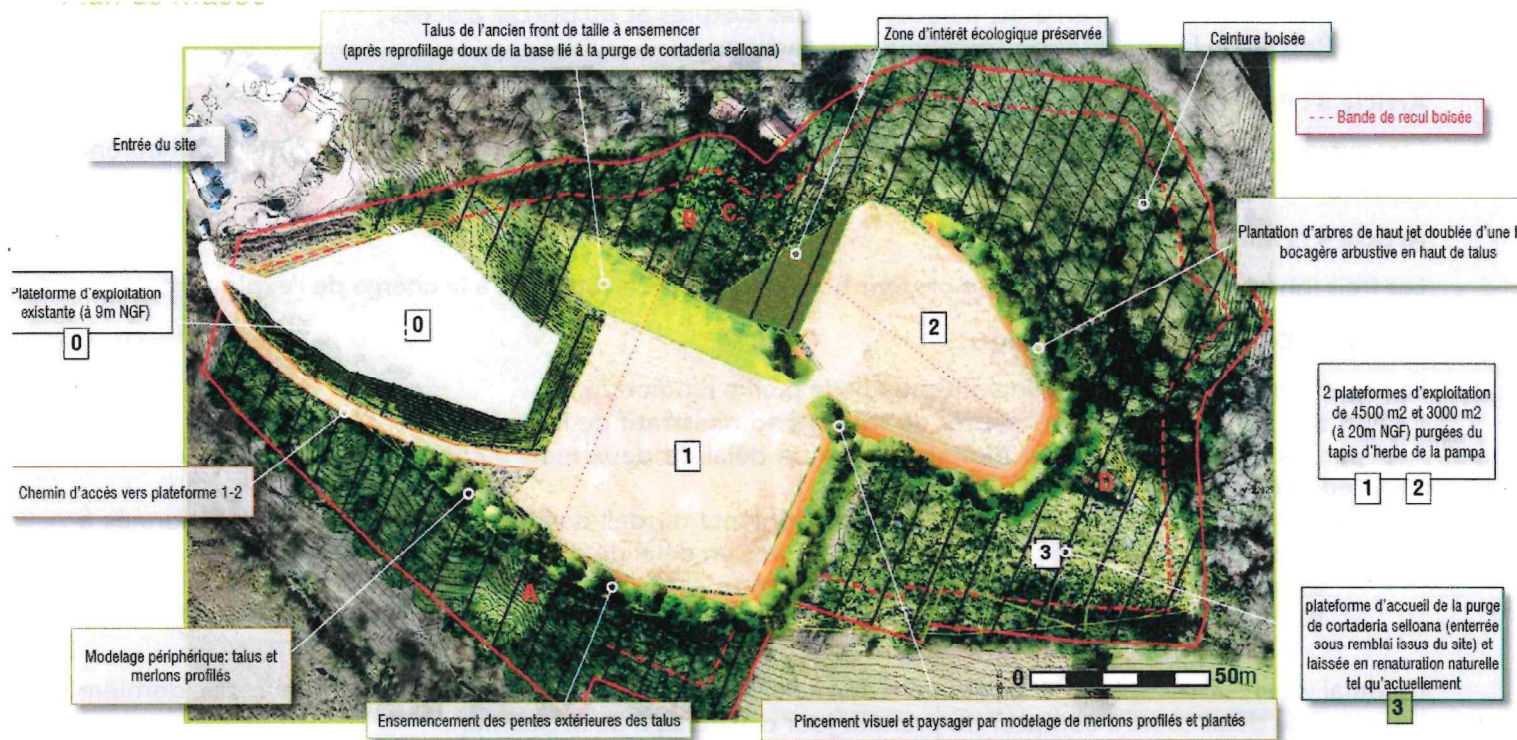 Talus de l'ancien front de taille à ensemencer
(après reprofilage doux de la base lié à la purge de cortaderia selloana)
Zone d'intérêt écologique préservée
Ceinture boisée
--- Bande de recul boisée
Entrée du site
B
C
Plantation d'arbres de haut jet doublée d'une
bocagère arbustive en haut de talus
Plateforme d'exploitation
existante (à 9m NGF)
0
0
2
1
2 plateformes d'exploitation
de 4500 m2 et 3000 m2
(à 20m NGF) purgées du
tapis d'herbe de la pampa
1 2
Chemin d'accès vers plateforme 1-2
D
3
A
plateforme d'accueil de la purge
de cortaderia selloana (enterrée
sous remblai issus du site) et
laissée en renaturation naturelle
tel qu'actuellement
3
Modelage périphérique: talus et
merlons profilés
0 50m
Ensemencement des pentes extérieures des talus
Pincement visuel et paysager par modelage de merlons profilés et plantés